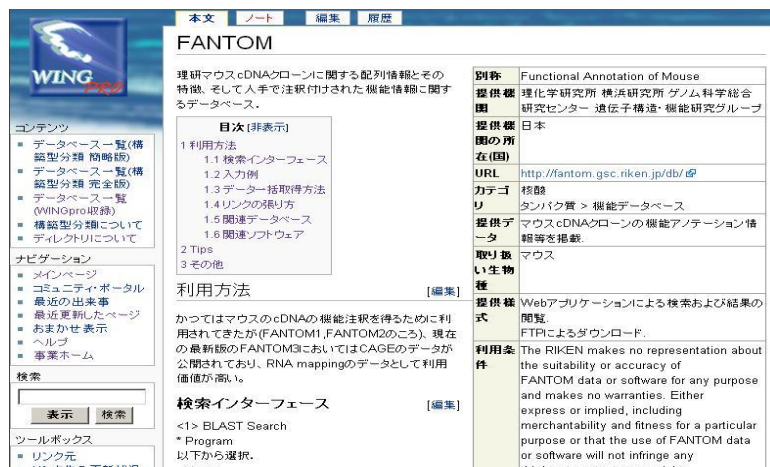 WING
PRO
コンテンツ
データベース一覧(構
築型分類 簡略版)
データベース一覧(構
築型分類 完全版)
データベース一覧
(WINGpro収録)
構築型分類について
ディレクトリについて
ナビゲーション
メインページ
コミュニティ・ポータル
最近の出来事
最近更新したページ
おまかせ表示
ヘルプ
事業ホーム
検索
表示 検索
ツールボックス
リンク元
本文 ノート 編集 履歴
FANTOM
理研マウスcDNAクローンに関する配列情報とその
特徴、そして人手で注釈付けされた機能情報に関す
るデータベース.
目次 [非表示]
1 利用方法
1.1 検索インターフェース
1.2 入力例
1.3 データ一括取得方法
1.4 リンクの張り方
1.5 関連データベース
1.6 関連ソフトウェア
2 Tips
3 その他
利用方法 [編集]
かつてはマウスのcDNAの機能注釈を得るために利
用されてきたが(FANTOM1,FANTOM2のころ)、現在
の最新版のFANTOM3においてはCAGEのデータが
公開されており、RNA mappingのデータとして利用
価値が高い。
検索インターフェース [編集]
<1> BLAST Search
* Program
以下から選択.
別称 Functional Annotation of Mouse
提供機関 理化学研究所 横浜研究所 ゲノム科学総合
研究センター 遺伝子構造・機能研究グループ
提供機関の所在(国) 日本
URL http://fantom.gsc.riken.jp/db/
カテゴリ 核酸
タンパク質 > 機能データベース
提供データ マウスcDNAクローンの機能アノテーション情
報等を掲載.
取り扱い生物種 マウス
提供様式 Webアプリケーションによる検索および結果の
閲覧.
FTPによるダウンロード.
利用条件 The RIKEN makes no representation about
the suitability or accuracy of
FANTOM data or software for any purpose
and makes no warranties. Either
express or implied, including
merchantability and fitness for a particular
purpose or that the use of FANTOM data
or software will not infringe any